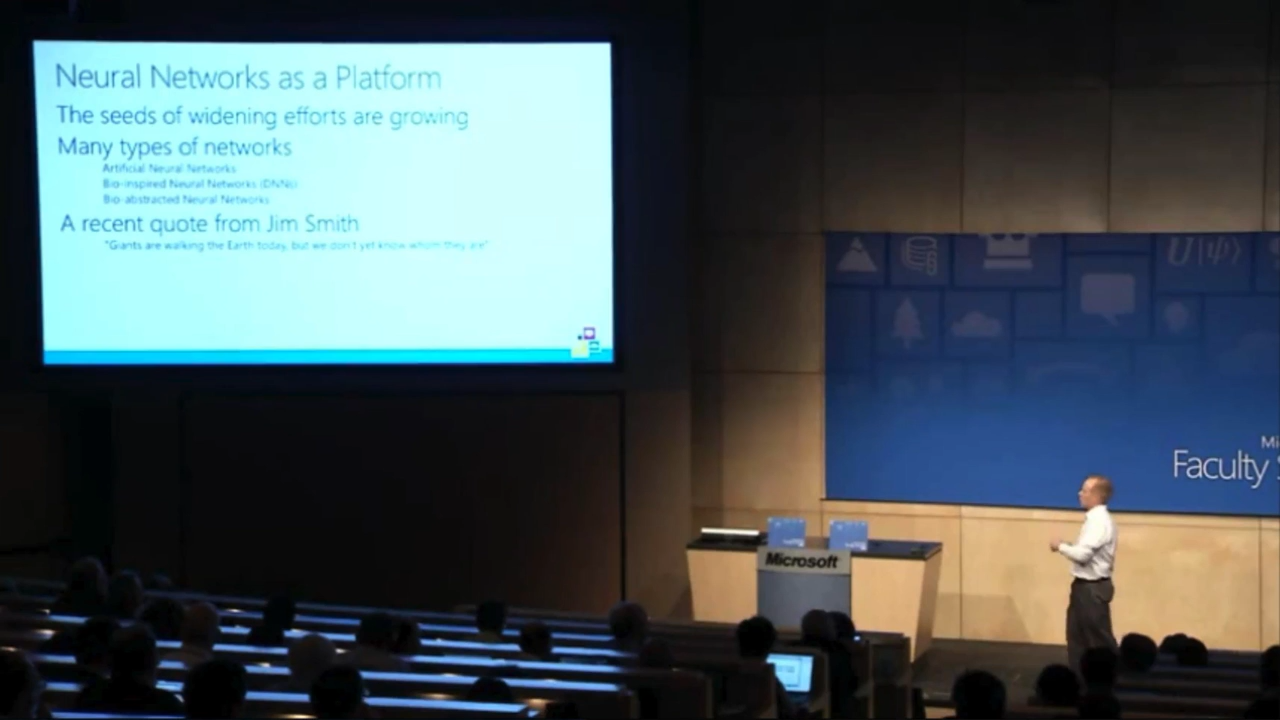 Neural Networks as a Platform
The seeds of widening efforts are growing
Many types of networks
Artificial Neural Networks
Bio-inspired Neural Networks (DNNs)
Bio-abstracted Neural Networks
A recent quote from Jim Smith
"Giants are walking the Earth today, but we don't yet know whom they are"
U|ψ⟩
Mi
Faculty S
Microsoft